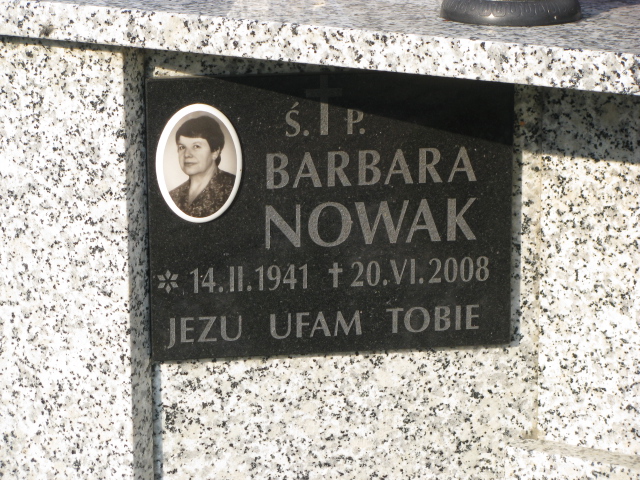 Ś. P.
BARBARA
NOWAK
* 14.II.1941 † 20.VI.2008
JEZU UFAM TOBIE